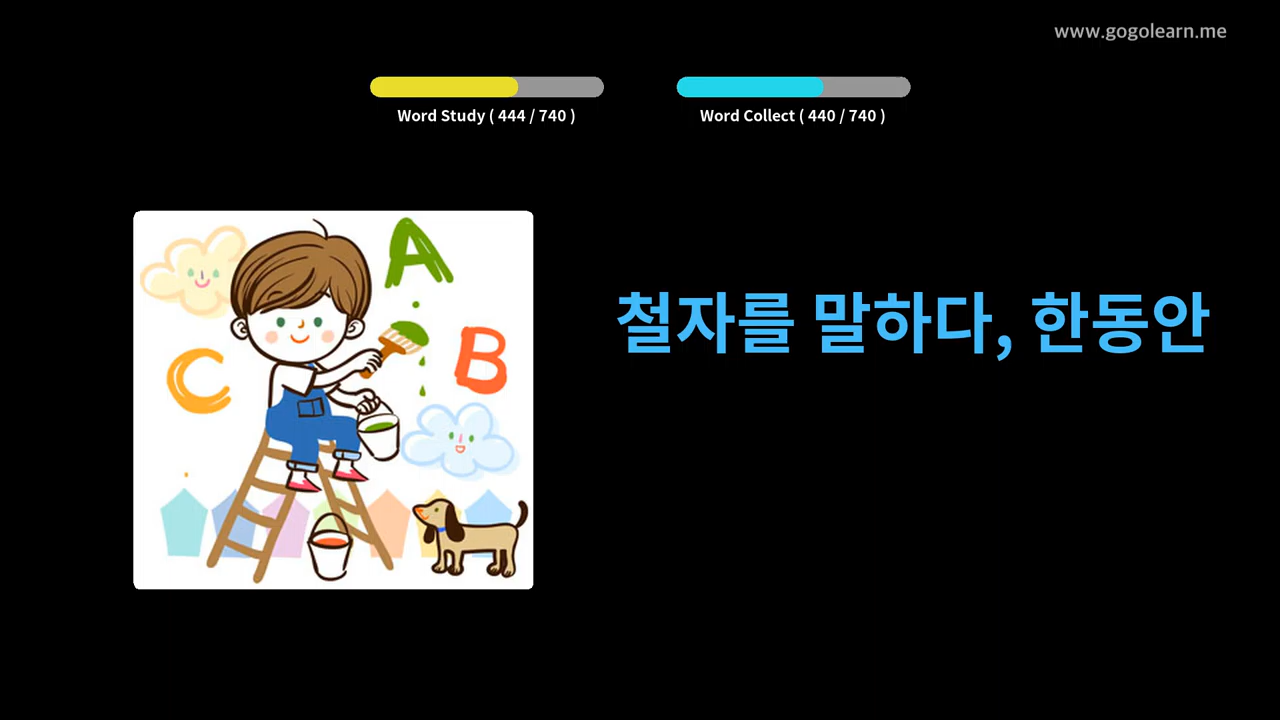 www.gogolearn.me
Word Study ( 444 / 740 )
Word Collect ( 440 / 740 )
A
철자를 말하다, 한동안
B
C